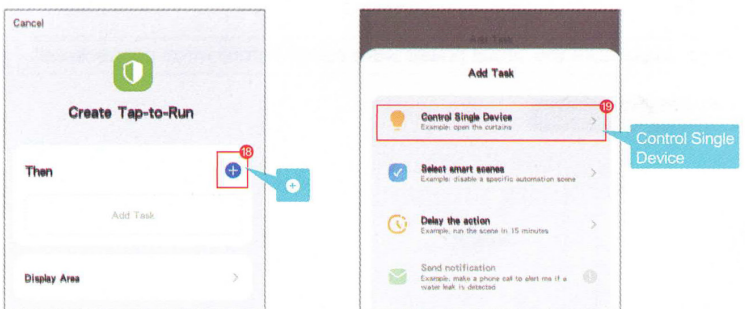 Cancel
Create Tap-to-Run
Then
18
Add Task
Display Area
Add Task
Add Task
19
Control Single Device
Example: open the curtains
Control Single
Device
Select smart scenes
Example: disable a specific automation scene
Delay the action
Example, run the scene in 15 minutes
Send notification
Example, make a phone call to alert me if a
water leak is detected